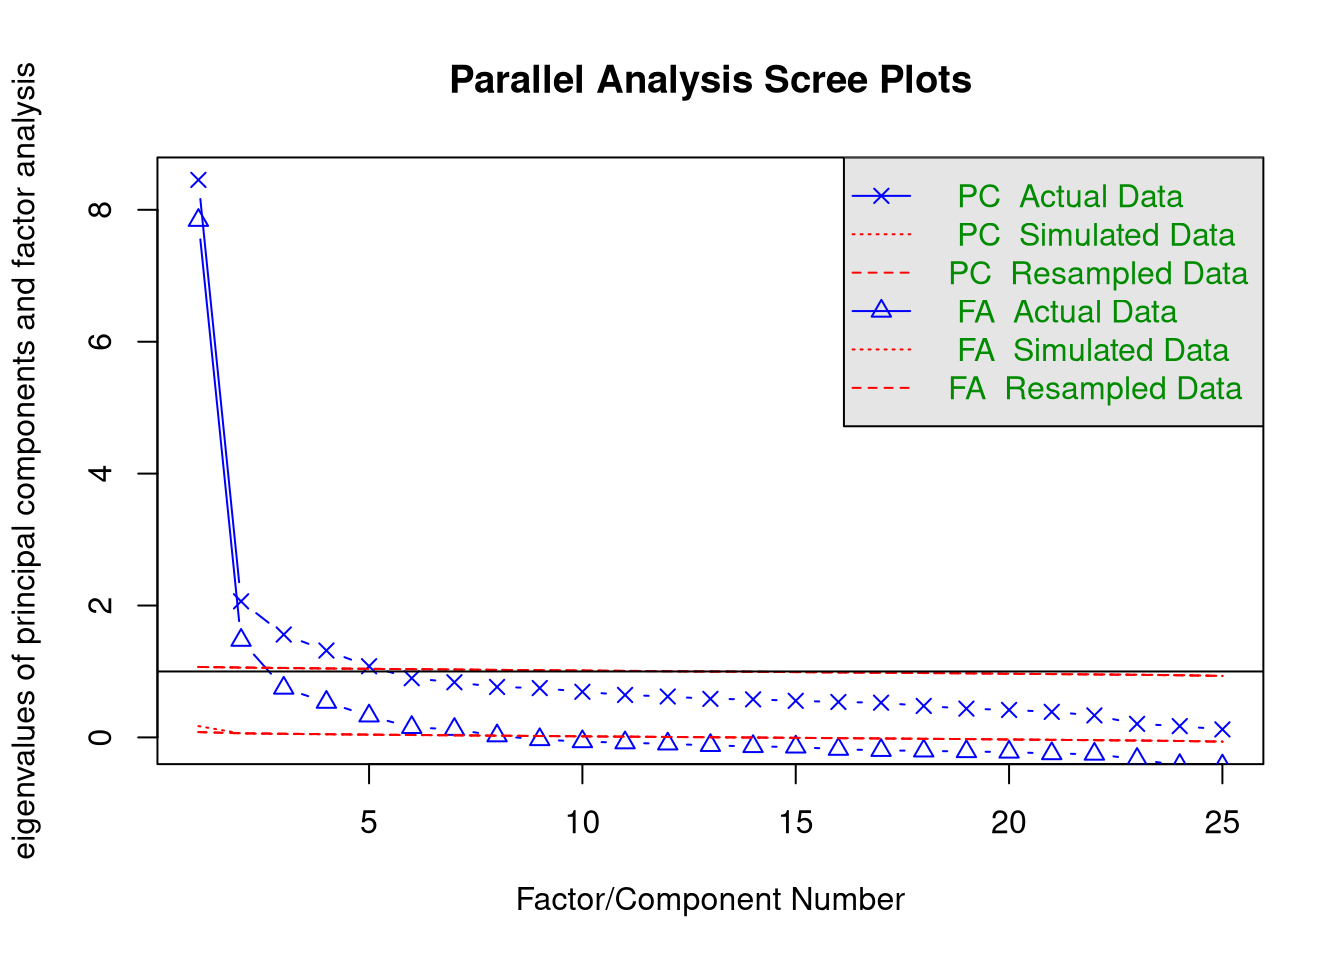 Parallel Analysis Scree Plots
eigenvalues of principal components and factor analysis
8
6
4
2
0
PC Actual Data
PC Simulated Data
PC Resampled Data
FA Actual Data
FA Simulated Data
FA Resampled Data
5 10 15 20 25
Factor/Component Number